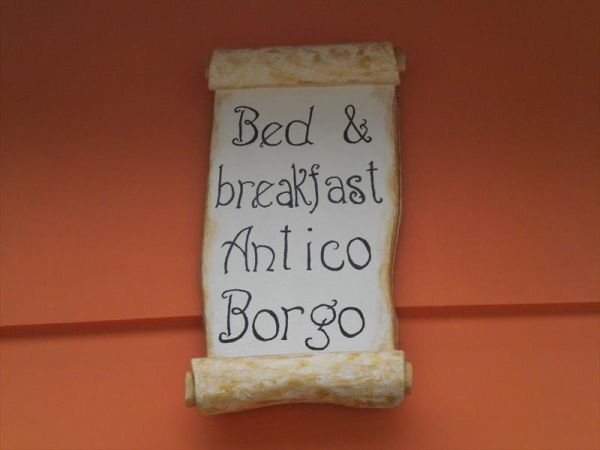 Bed &
breakfast
Antico
Borgo